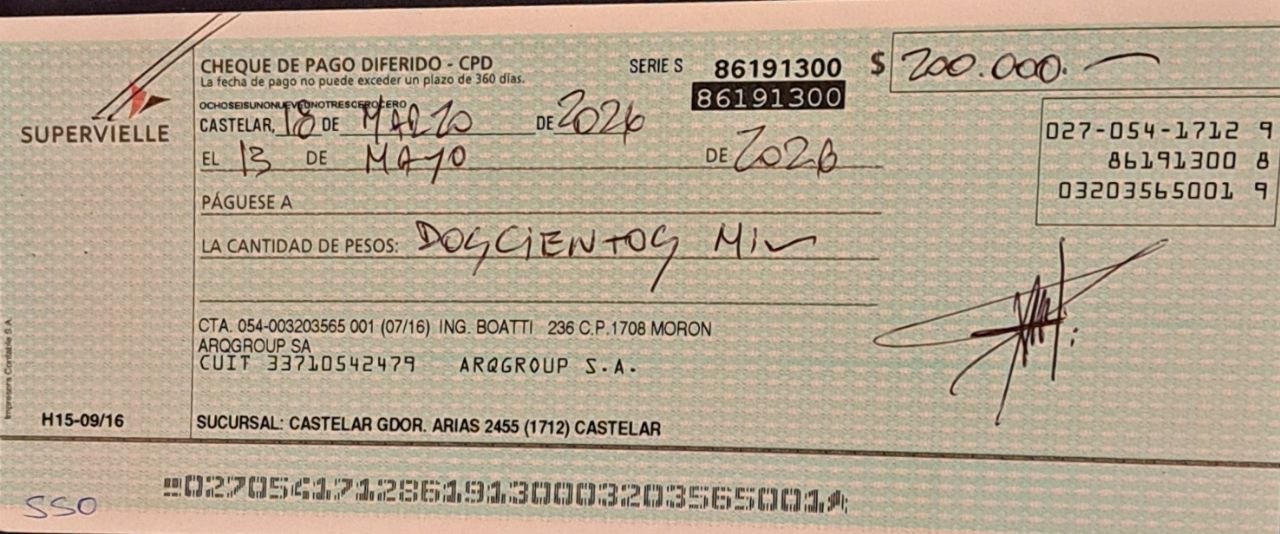 CHEQUE DE PAGO DIFERIDO - CPD
La fecha de pago no puede exceder un plazo de 360 días.
SERIE S 86191300
86191300
$ 200.000.
OCHOSEISUNONUEVEUNOTRESCEROCERO
CASTELAR, 18 DE MARZO DE 2026
EL 13 DE MAYO DE 2026
SUPERVIELLE
027-054-1712 9
86191300 8
03203565001 9
PÁGUESE A
LA CANTIDAD DE PESOS: DOSCIENTOS MIL
CTA. 054-003203565 001 (07/16) ING. BOATTI 236 C.P.1708 MORON
ARQGROUP SA
CUIT 33710542479 ARQGROUP S.A.
Impresora Contable S.A.
H15-09/16
SUCURSAL: CASTELAR GDOR. ARIAS 2455 (1712) CASTELAR
02705417128619130003203565001
SSO